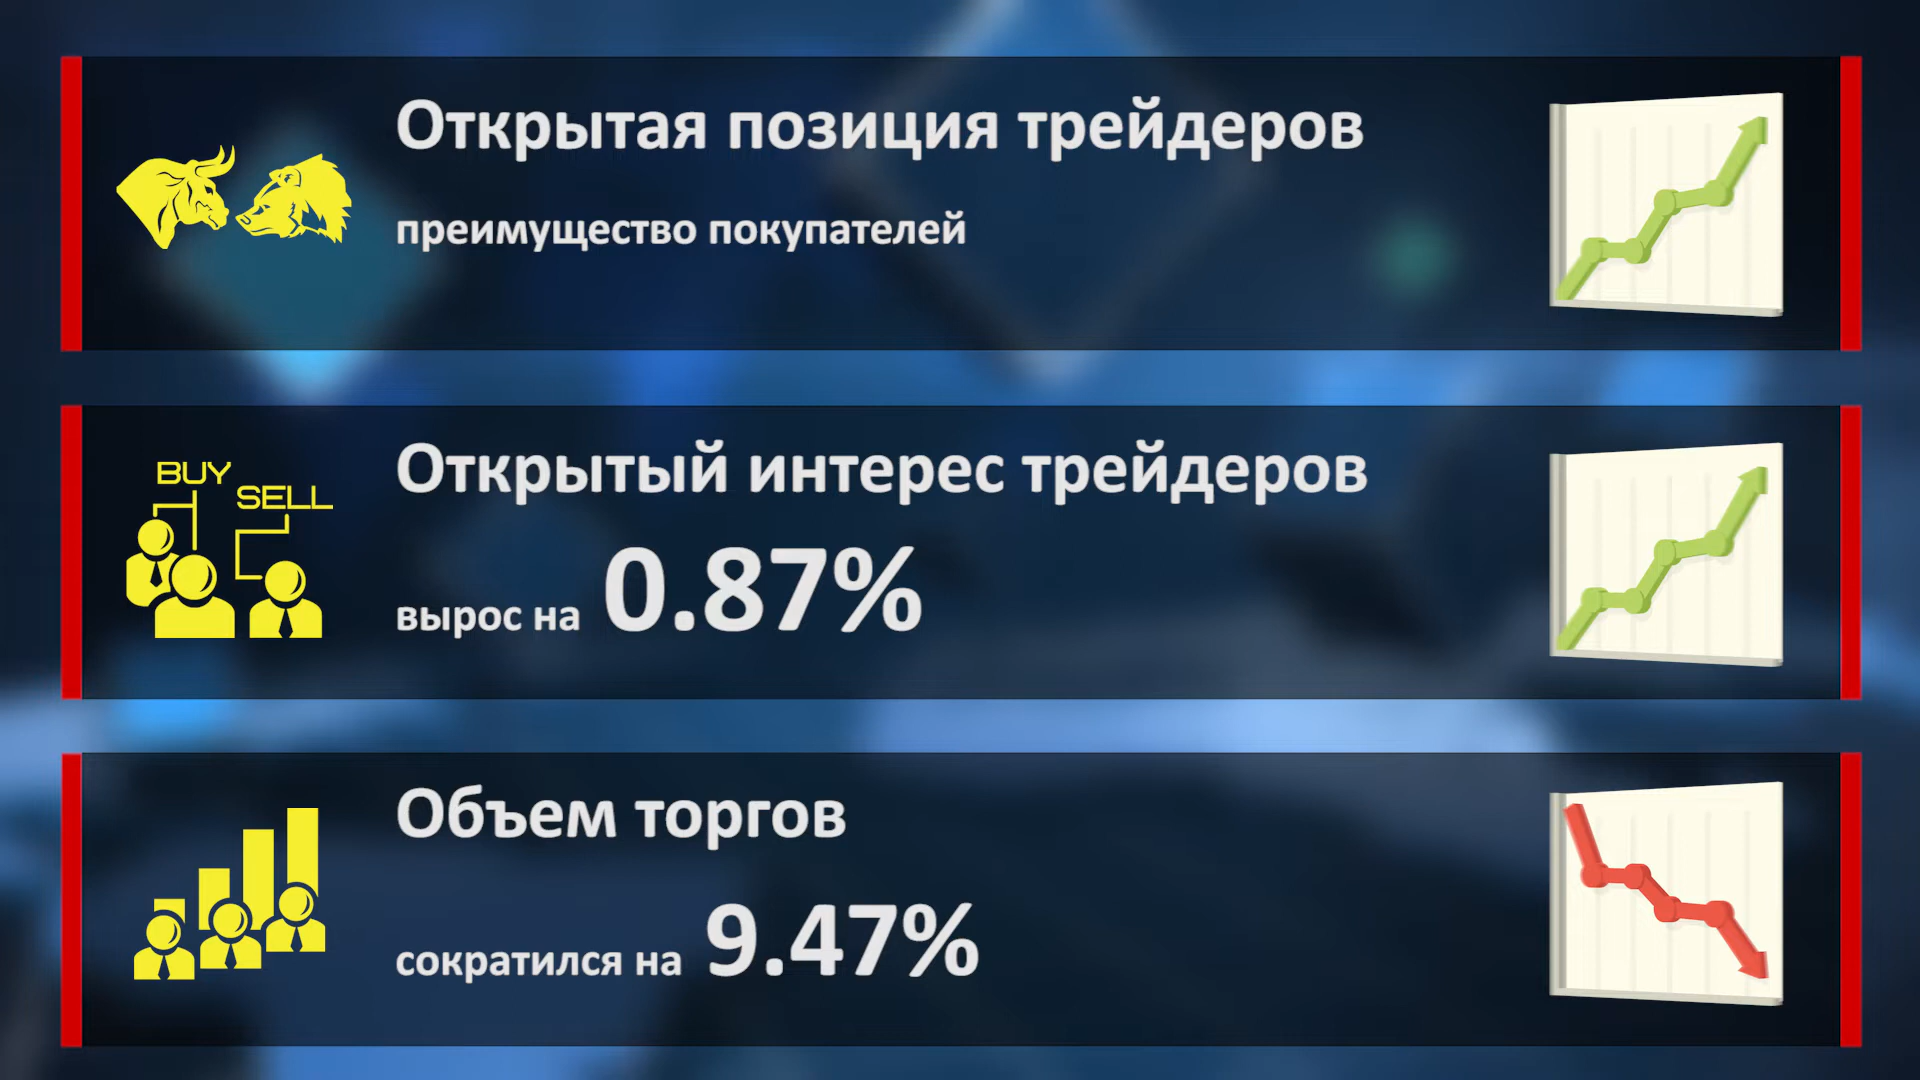 Открытая позиция трейдеров
преимущество покупателей
BUY
SELL
Открытый интерес трейдеров
вырос на 0.87%
Объем торгов
сократился на 9.47%